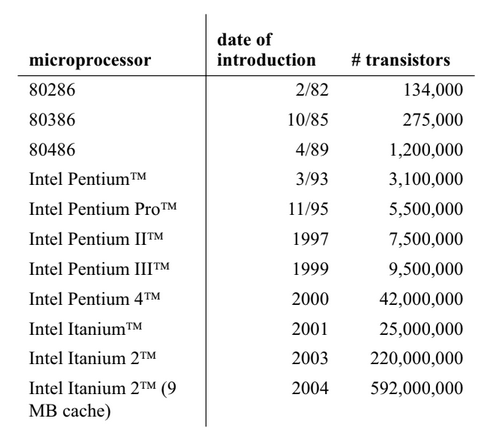 date of
microprocessor introduction # transistors
80286 2/82 134,000
80386 10/85 275,000
80486 4/89 1,200,000
Intel Pentium™ 3/93 3,100,000
Intel Pentium Pro™ 11/95 5,500,000
Intel Pentium II™ 1997 7,500,000
Intel Pentium III™ 1999 9,500,000
Intel Pentium 4™ 2000 42,000,000
Intel Itanium™ 2001 25,000,000
Intel Itanium 2™ 2003 220,000,000
Intel Itanium 2™ (9 2004 592,000,000
MB cache)